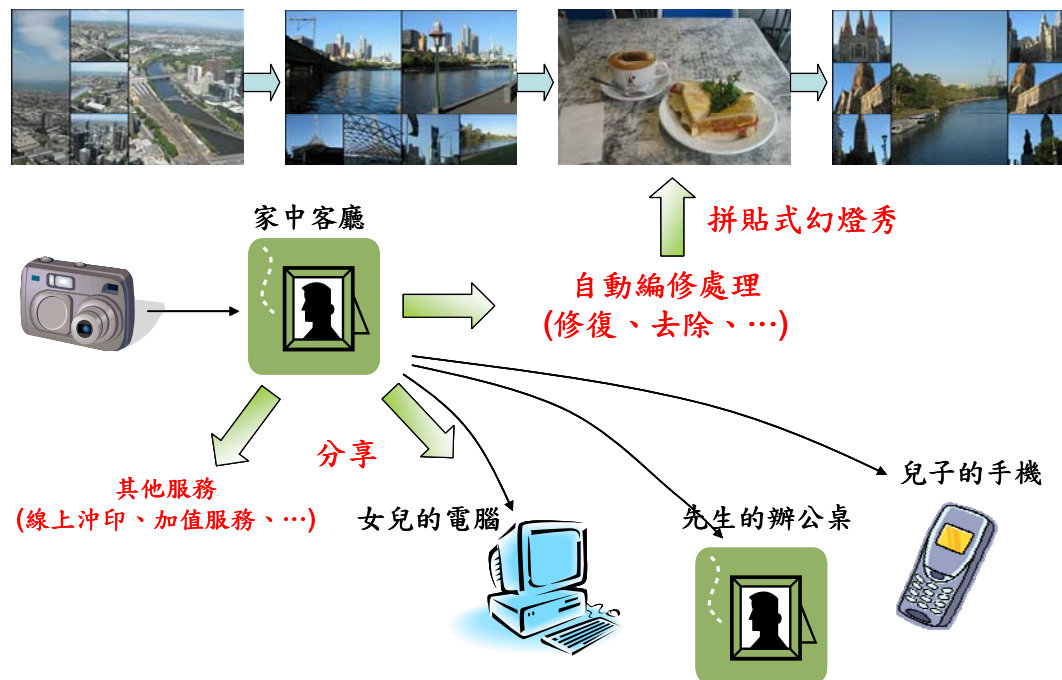 家中客廳
拼貼式幻燈秀
自動編修處理
(修復、去除、…)
分享
其他服務
(線上沖印、加值服務、…)
女兒的電腦
先生的辦公桌
兒子的手機